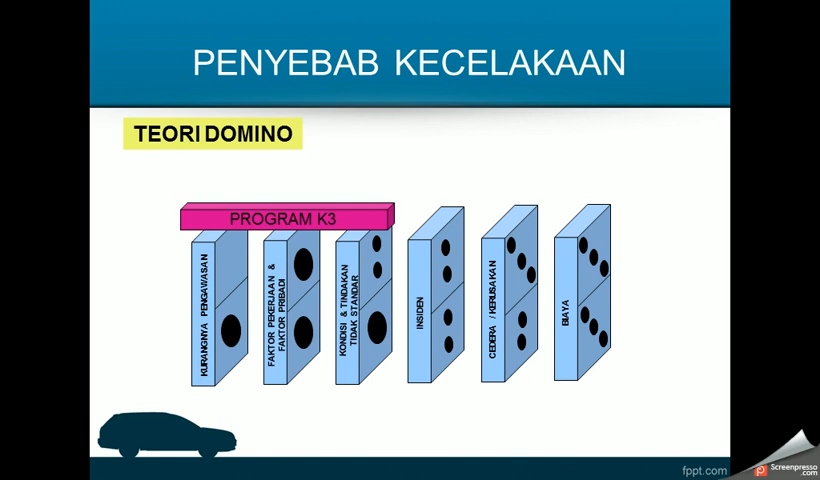 PENYEBAB KECELAKAAN
TEORI DOMINO
PROGRAM K3
KURANGNYA PENGAWASAN
FAKTOR PEKERJAAN &
FAKTOR PRIBADI
KONDISI & TINDAKAN
TIDAK STANDAR
INSIDEN
CEDERA / KERUSAKAN
BIAYA
fppt.com
Screenpresso
.com